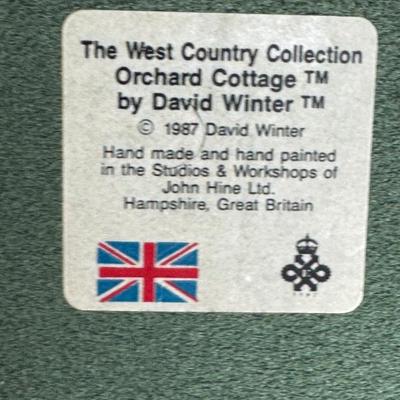 The West Country Collection
Orchard Cottage ™
by David Winter ™
© 1987 David Winter
Hand made and hand painted
in the Studios & Workshops of
John Hine Ltd.
Hampshire, Great Britain